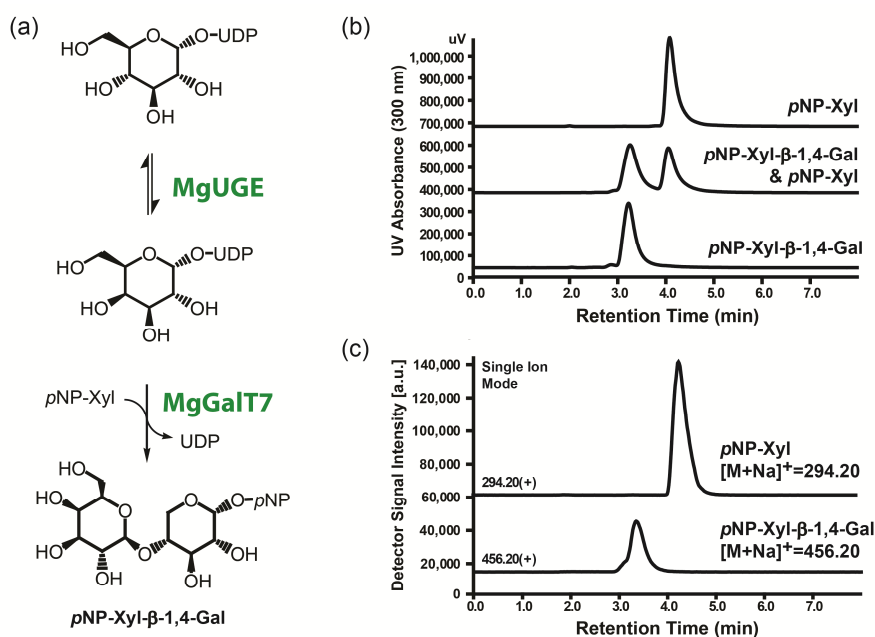 (a)
HO
O
O-UDP
HO
OH
OH
MgUGE
HO
O
O-UDP
HO
OH
OH
pNP-Xyl
MgGalT7
UDP
HO
HO
O
O
O-pNP
HO
O
OH
OH
OH
pNP-Xyl-β-1,4-Gal
(b)
uV
UV Absorbance (300 nm)
1,000,000
900,000
800,000
700,000
600,000
500,000
400,000
300,000
200,000
100,000
0
pNP-Xyl
pNP-Xyl-β-1,4-Gal
& pNP-Xyl
pNP-Xyl-β-1,4-Gal
0.0 1.0 2.0 3.0 4.0 5.0 6.0 7.0
Retention Time (min)
(c)
Detector Signal Intensity [a.u.]
140,000
120,000
100,000
80,000
60,000
40,000
20,000
Single Ion
Mode
294.20(+)
pNP-Xyl
[M+Na]+=294.20
456.20(+)
pNP-Xyl-β-1,4-Gal
[M+Na]+=456.20
0.0 1.0 2.0 3.0 4.0 5.0 6.0 7.0
Retention Time (min)